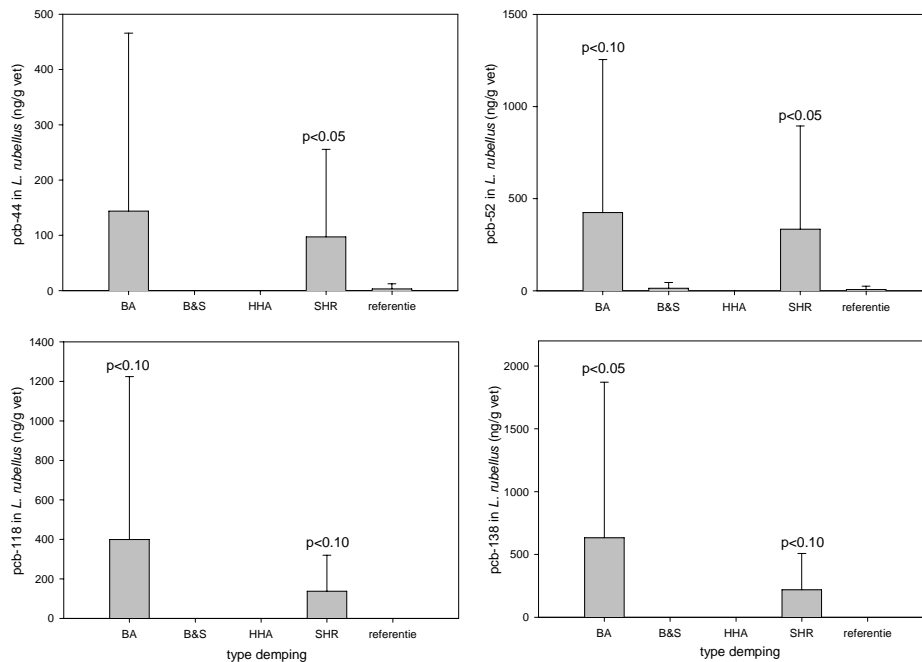 pcb-44 in L. rubellus (ng/g vet)
500
400
300
200
100
0
p<0.05
BA B&S HHA SHR referentie
pcb-52 in L. rubellus (ng/g vet)
1500
1000
500
0
p<0.10
p<0.05
BA B&S HHA SHR referentie
pcb-118 in L. rubellus (ng/g vet)
1400
1200
1000
800
600
400
200
0
p<0.10
p<0.10
BA B&S HHA SHR referentie
type demping
pcb-138 in L. rubellus (ng/g vet)
2000
1500
1000
500
0
p<0.05
p<0.10
BA B&S HHA SHR referentie
type demping